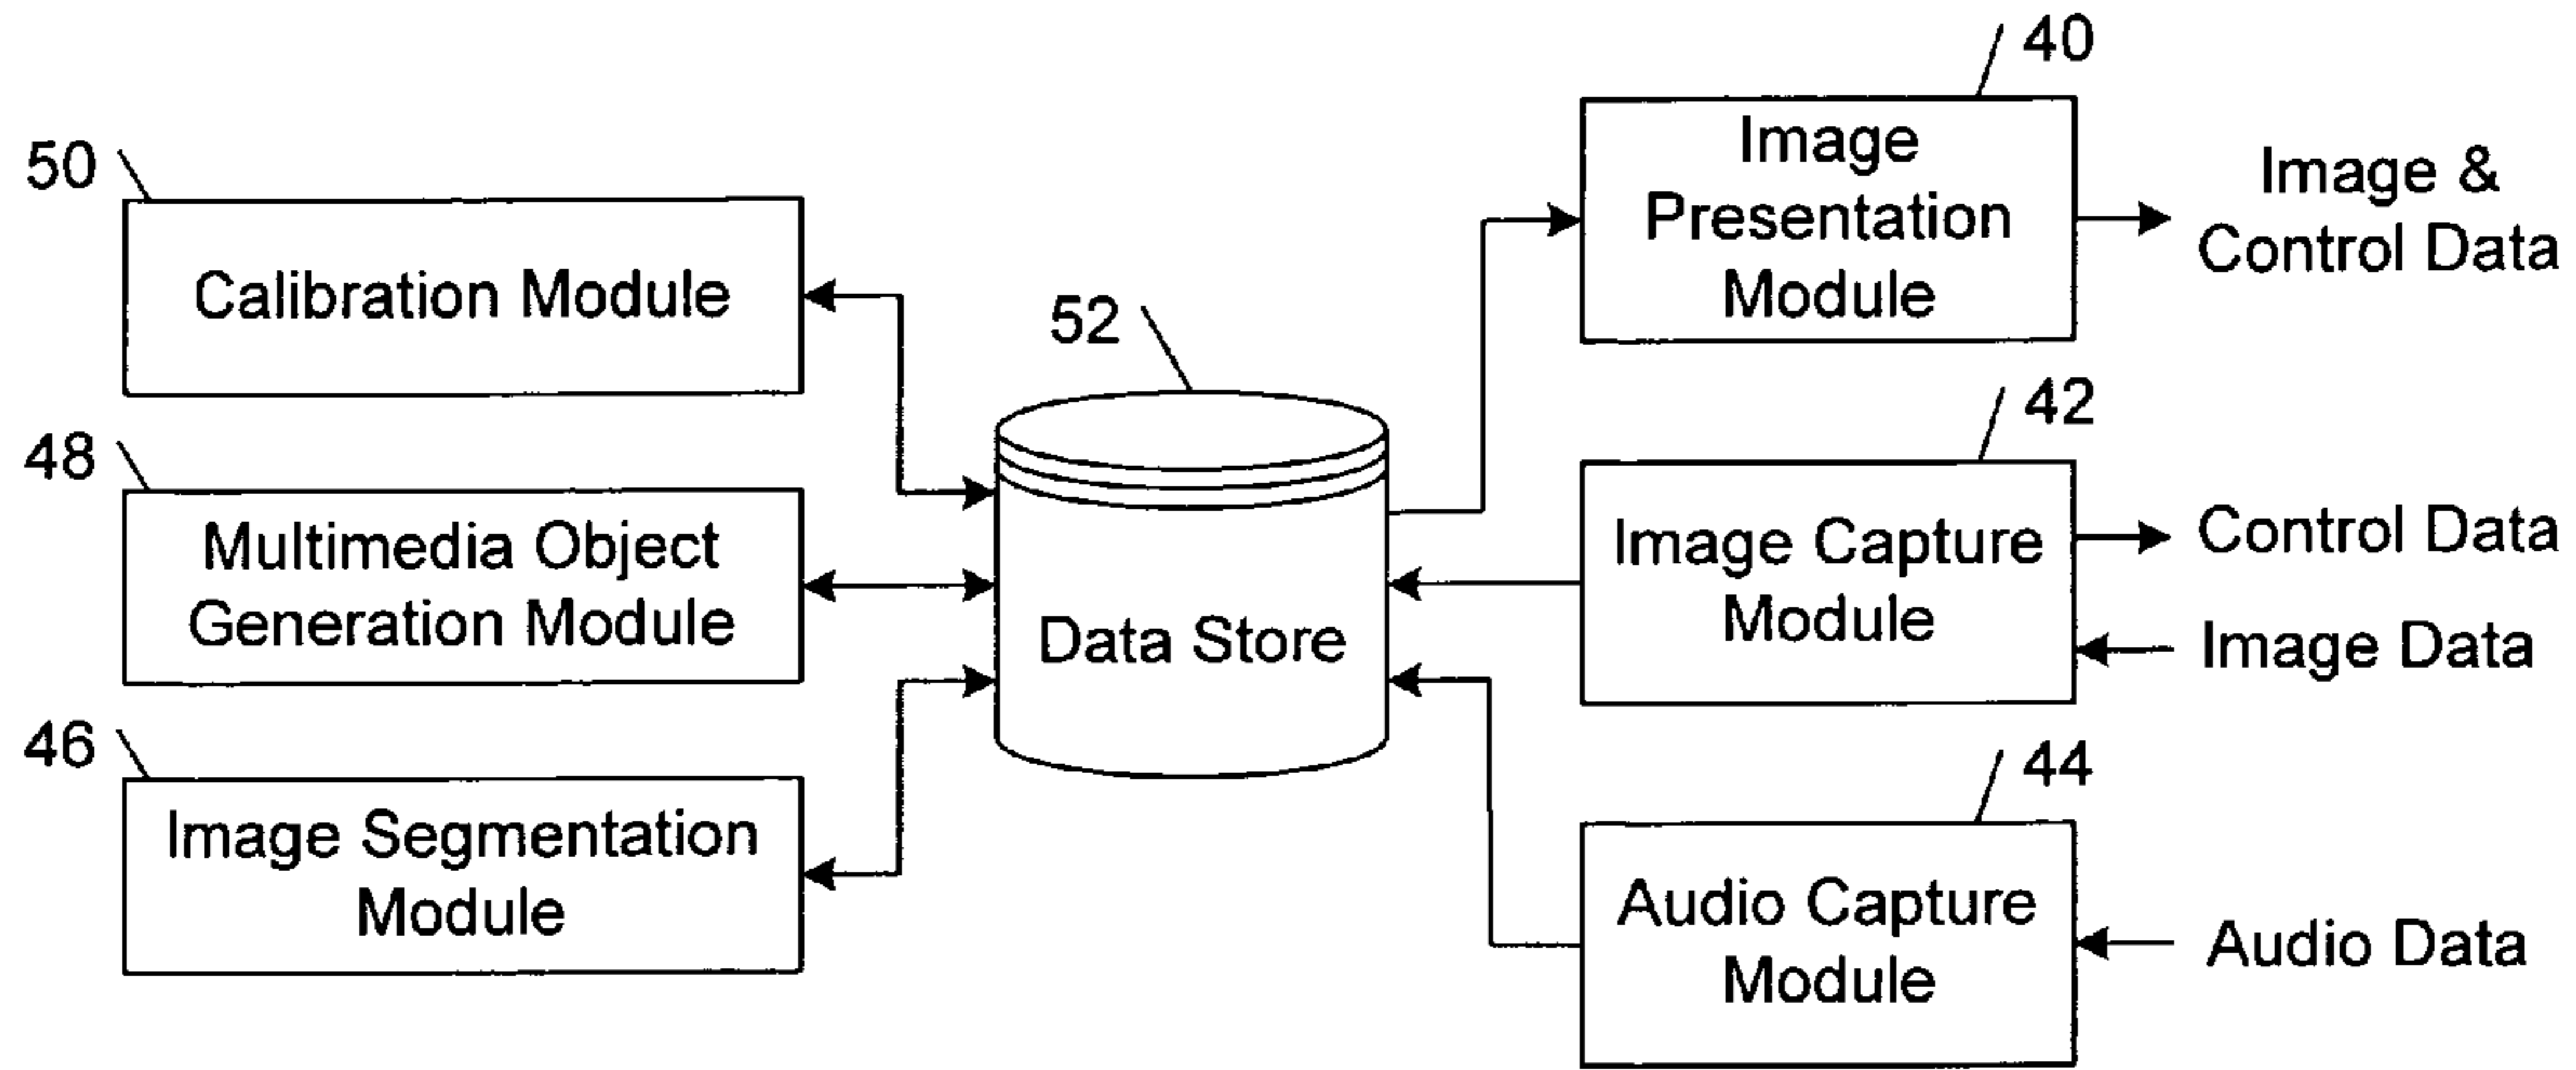 40
Image
Presentation
Module
Image &
Control Data
50
Calibration Module
52
42
Image Capture
Module
Control Data
Image Data
48
Multimedia Object
Generation Module
Data Store
46
Image Segmentation
Module
44
Audio Capture
Module
Audio Data